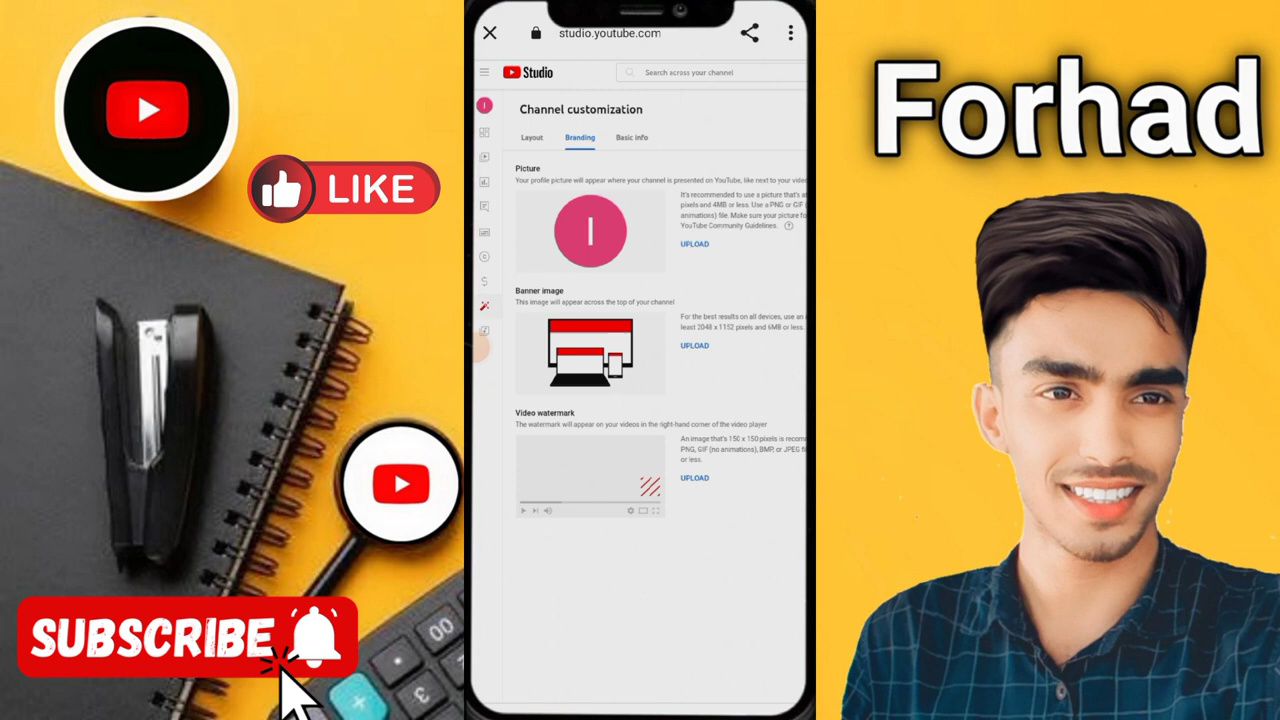 LIKE
SUBSCRIBE
00
3
studio.youtube.com
Studio
Search across your channel
I
Channel customization
Layout
Branding
Basic info
Picture
Your profile picture will appear where your channel is presented on YouTube, like next to your
I
It's recommended to use a picture that's
pixels and 4MB or less. Use a PNG or GIF
animations) file. Make sure your picture
YouTube Community Guidelines.
?
UPLOAD
Banner image
This image will appear across the top of your channel
For the best results on all devices, use an
least 2048 x 1152 pixels and 6MB or less.
UPLOAD
Video watermark
The watermark will appear on your videos in the right-hand corner of the video player
An image that's 150 x 150 pixels is
PNG, GIF (no animations), BMP, or JPEG
or less.
UPLOAD
Forhad